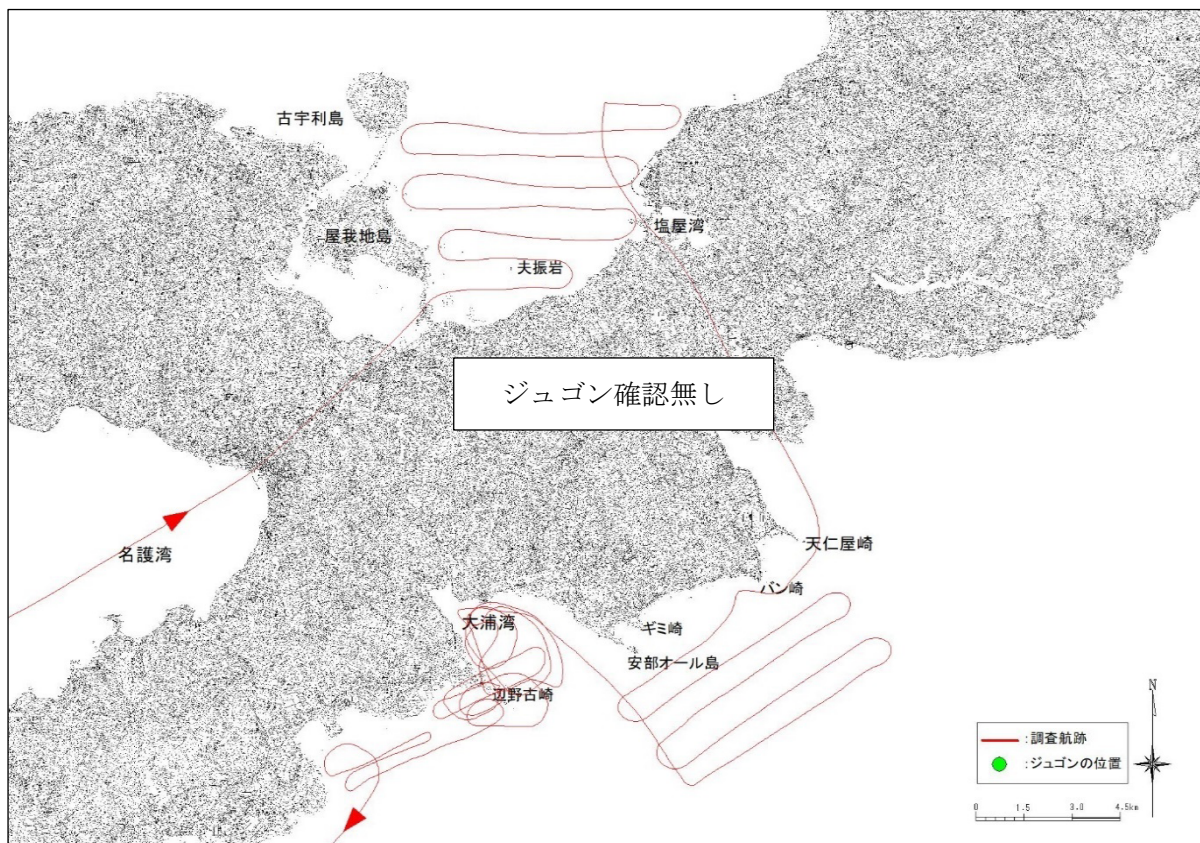 古宇利島
塩屋湾
屋我地島
夫振岩
ジュゴン確認無し
天仁屋崎
名護湾
バン崎
大浦湾
ギミ崎
安部オール島
辺野古崎
N
:調査航跡
:ジュゴンの位置
0 1.5 3.0 4.5km